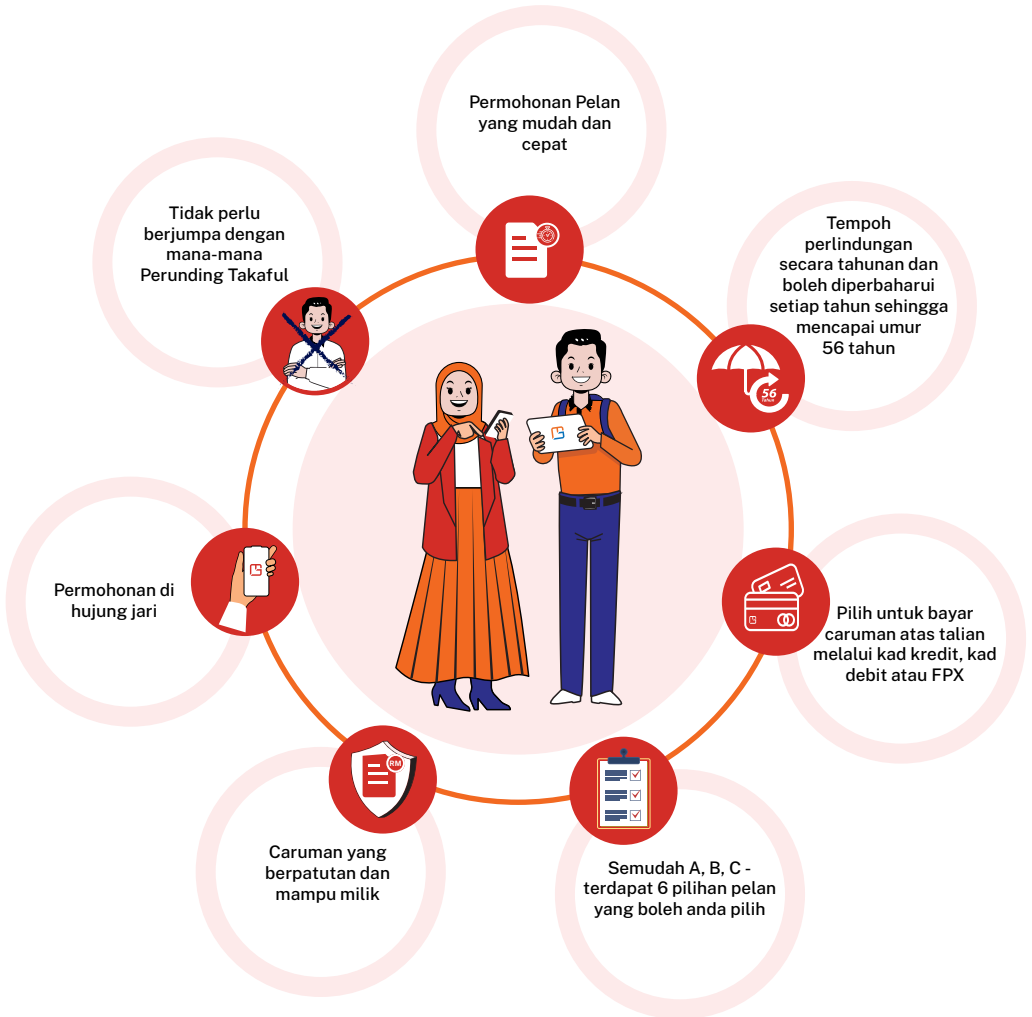 Permohonan Pelan
yang mudah dan
cepat
Tempoh
perlindungan
secara tahunan dan
boleh diperbaharui
setiap tahun sehingga
mencapai umur
56 tahun
56
Tahun
Pilih untuk bayar
caruman atas talian
melalui kad kredit, kad
debit atau FPX
Semudah A, B, C -
terdapat 6 pilihan pelan
yang boleh anda pilih
RM
Caruman yang
berpatutan dan
mampu milik
Permohonan di
hujung jari
Tidak perlu
berjumpa dengan
mana-mana
Perunding Takaful